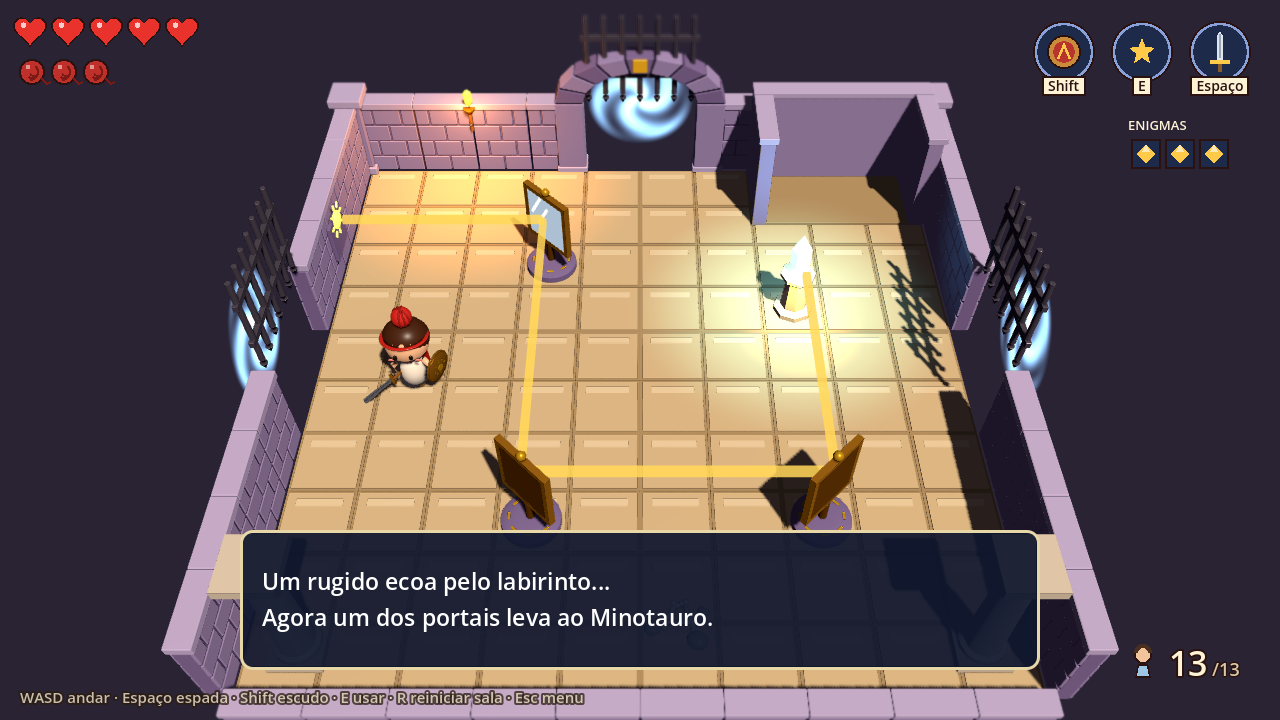 Shift
E
Espaço
ENIGMAS
Um rugido ecoa pelo labirinto...
Agora um dos portais leva ao Minotauro.
13/13
WASD andar · Espaço espada · Shift escudo · E usar · R reiniciar sala · Esc menu